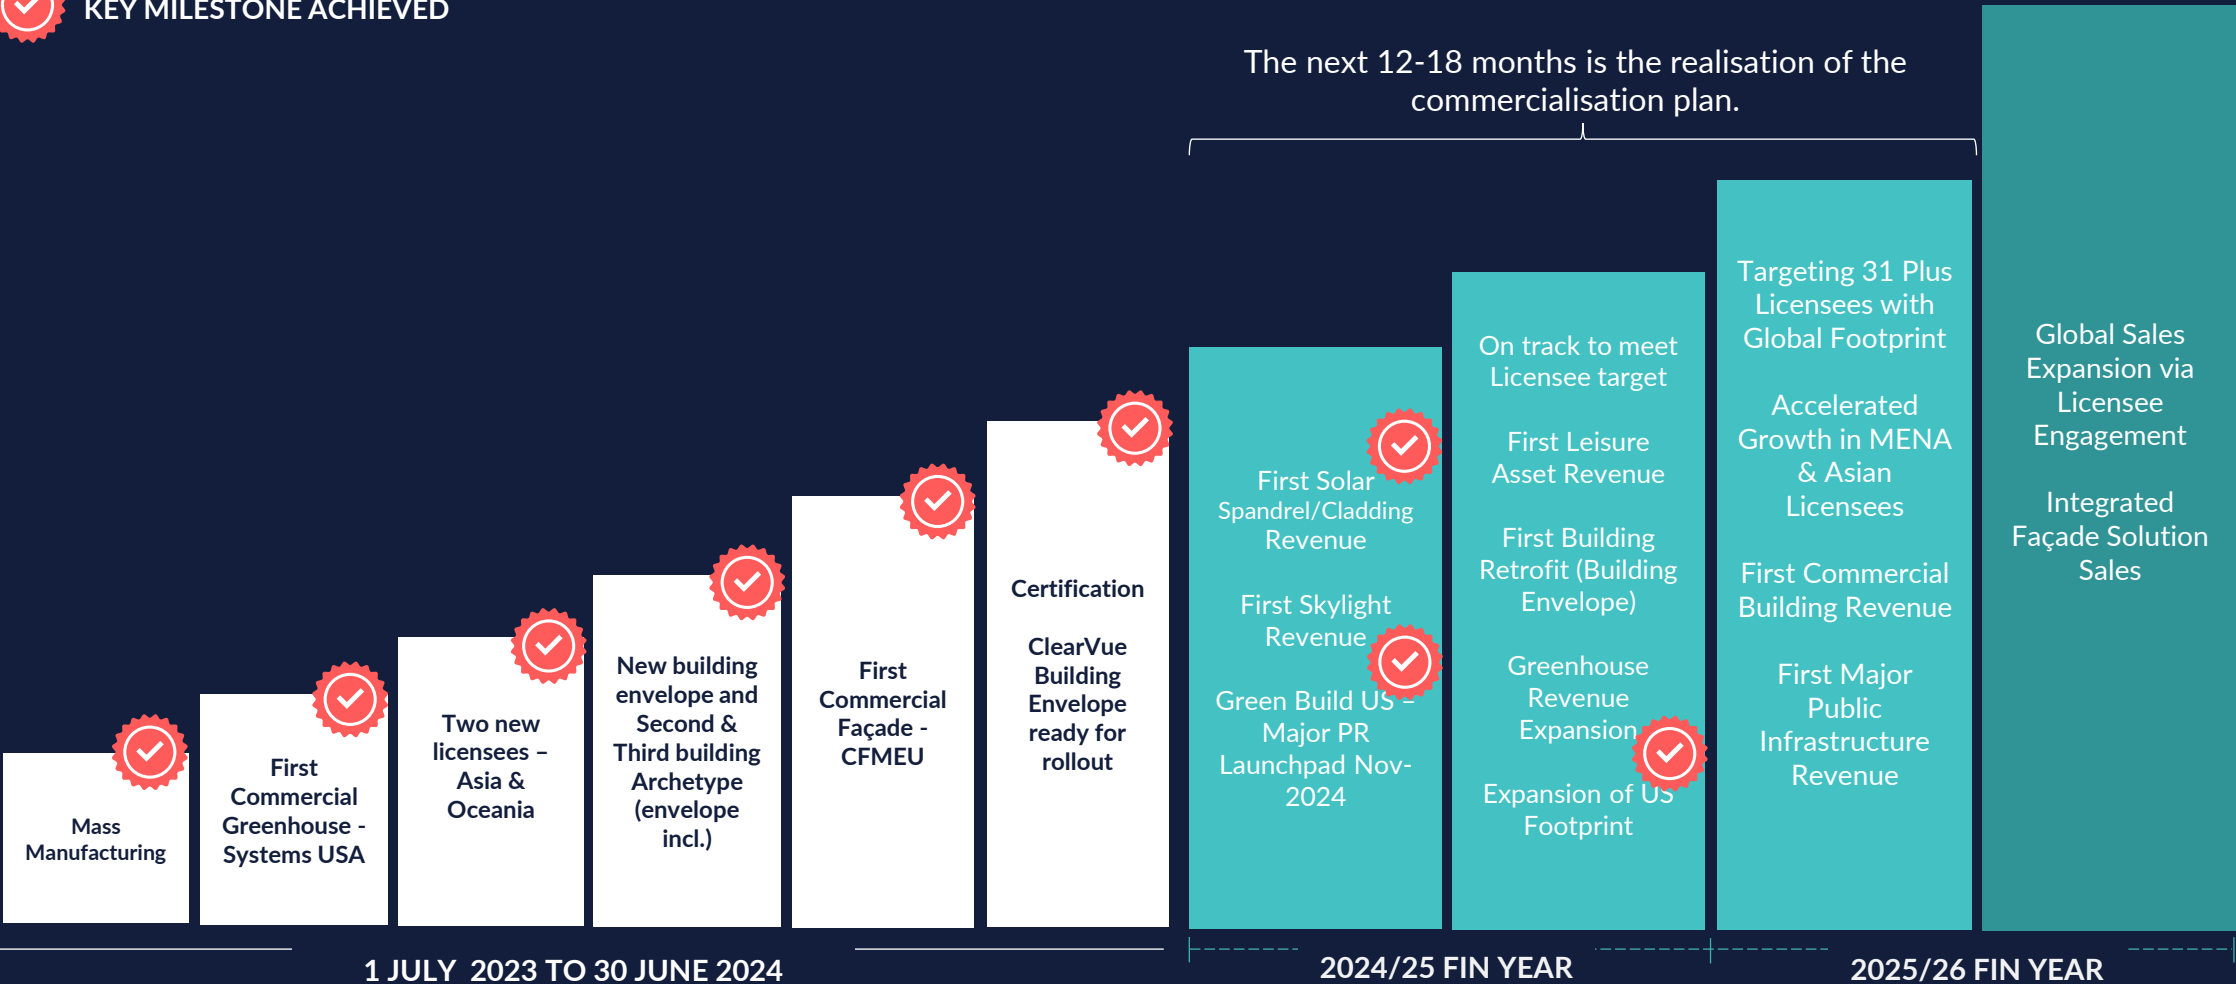 KEY MILESTONE ACHIEVED
The next 12-18 months is the realisation of the
commercialisation plan.
Mass
Manufacturing
First
Commercial
Greenhouse -
Systems USA
Two new
licensees –
Asia &
Oceania
New building
envelope and
Second &
Third building
Archetype
(envelope
incl.)
First
Commercial
Façade -
CFMEU
Certification
ClearVue
Building
Envelope
ready for
rollout
First Solar
Spandrel/Cladding
Revenue
First Skylight
Revenue
Green Build US –
Major PR
Launchpad Nov-
2024
On track to meet
Licensee target
First Leisure
Asset Revenue
First Building
Retrofit (Building
Envelope)
Greenhouse
Revenue
Expansion
Expansion of US
Footprint
Targeting 31 Plus
Licensees with
Global Footprint
Accelerated
Growth in MENA
& Asian
Licensees
First Commercial
Building Revenue
First Major
Public
Infrastructure
Revenue
Global Sales
Expansion via
Licensee
Engagement
Integrated
Façade Solution
Sales
1 JULY  2023 TO 30 JUNE 2024
2024/25 FIN YEAR
2025/26 FIN YEAR